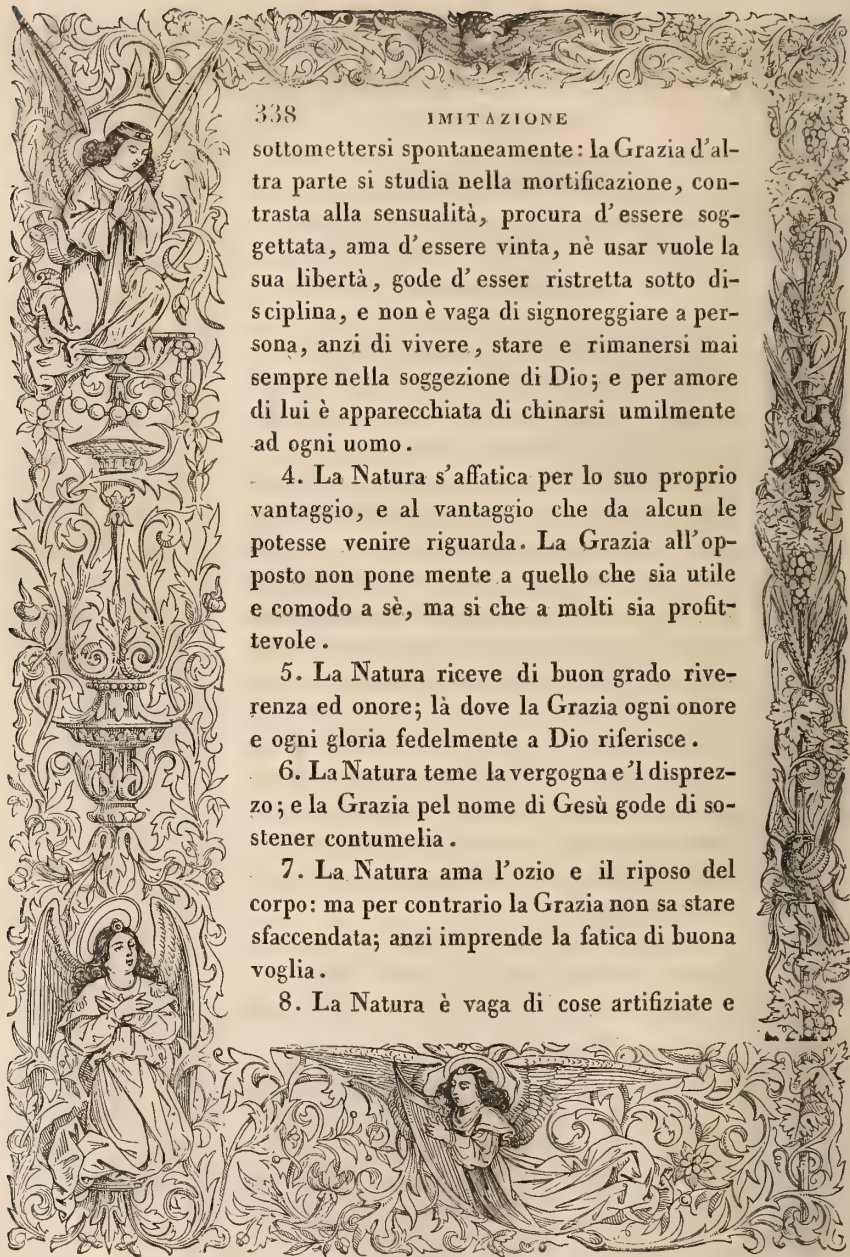 338 IMITAZIONE
sottomettersi spontaneamente: la Grazia d'al-
tra parte si studia nella mortificazione, con-
trasta alla sensualità, procura d'essere sog-
gettata, ama d'essere vinta, nè usar vuole la
sua libertà, gode d'esser ristretta sotto di-
sciplina, e non è vaga di signoreggiare a per-
sona, anzi di vivere, stare e rimanersi mai
sempre nella soggezione di Dio; e per amore
di lui è apparecchiata di chinarsi umilmente
ad ogni uomo.
4. La Natura s'affatica per lo suo proprio
vantaggio, e al vantaggio che da alcun le
potesse venire riguarda. La Grazia all'op-
posto non pone mente a quello che sia utile
e comodo a sè, ma si che a molti sia profit-
tevole.
5. La Natura riceve di buon grado rive-
renza ed onore; là dove la Grazia ogni onore
e ogni gloria fedelmente a Dio riferisce.
6. La Natura teme la vergogna e 'l disprez-
zo; e la Grazia pel nome di Gesù gode di so-
stener contumelia.
7. La Natura ama l'ozio e il riposo del
corpo: ma per contrario la Grazia non sa stare
sfaccendata; anzi imprende la fatica di buona
voglia.
8. La Natura è vaga di cose artifiziate e